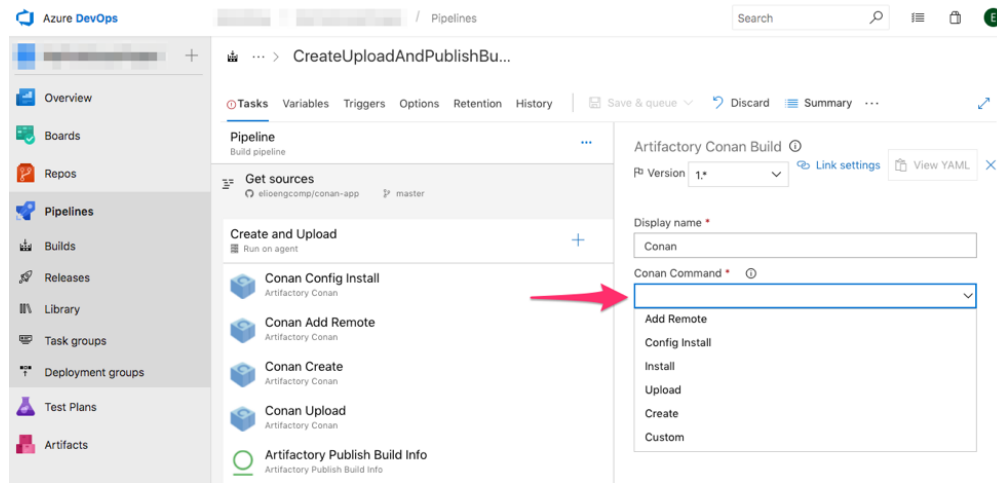 Azure DevOps
/ Pipelines
Search
E
Overview
Boards
Repos
Pipelines
Builds
Releases
Library
Task groups
Deployment groups
Test Plans
Artifacts
... > CreateUploadAndPublishBu...
Tasks Variables Triggers Options Retention History Save & queue Discard Summary ...
Pipeline
Build pipeline
Get sources
elioengcomp/conan-app master
Create and Upload
Run on agent
Conan Config Install
Artifactory Conan
Conan Add Remote
Artifactory Conan
Conan Create
Artifactory Conan
Conan Upload
Artifactory Conan
Artifactory Publish Build Info
Artifactory Publish Build Info
Artifactory Conan Build
Version 1.* Link settings View YAML
Display name *
Conan
Conan Command *
Add Remote
Config Install
Install
Upload
Create
Custom